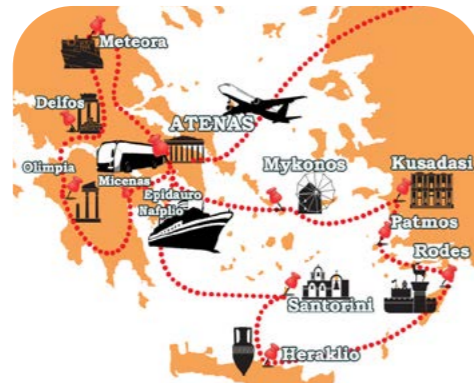 Meteora
Delfos
ATENAS
Olimpia
Micenas
Epidauro
Nafplio
Mykonos
Kusadasi
Patmos
Rodes
Santorini
Heraklio